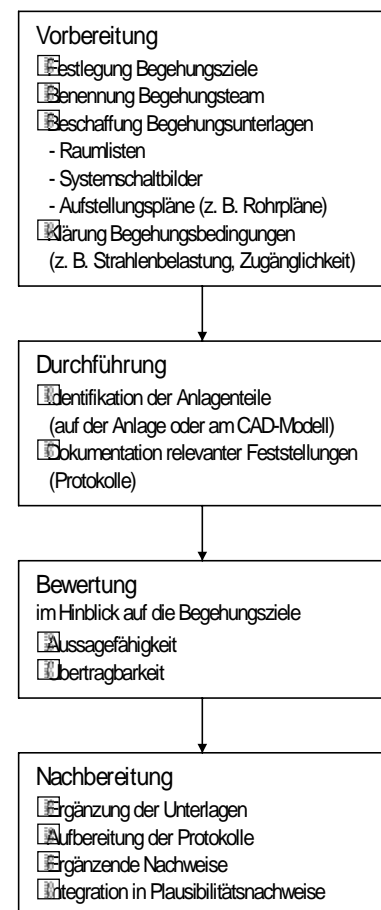 Vorbereitung
Festlegung Begehungsziele
Benennung Begehungsteam
Beschaffung Begehungsunterlagen
- Raumlisten
- Systemschaltbilder
- Aufstellungspläne (z. B. Rohrpläne)
Klärung Begehungsbedingungen
(z. B. Strahlenbelastung, Zugänglichkeit)
Durchführung
Identifikation der Anlagenteile
(auf der Anlage oder am CAD-Modell)
Dokumentation relevanter Feststellungen
(Protokolle)
Bewertung
im Hinblick auf die Begehungsziele
Aussagefähigkeit
Übertragbarkeit
Nachbereitung
Ergänzung der Unterlagen
Aufbereitung der Protokolle
Ergänzende Nachweise
Integration in Plausibilitätsnachweise